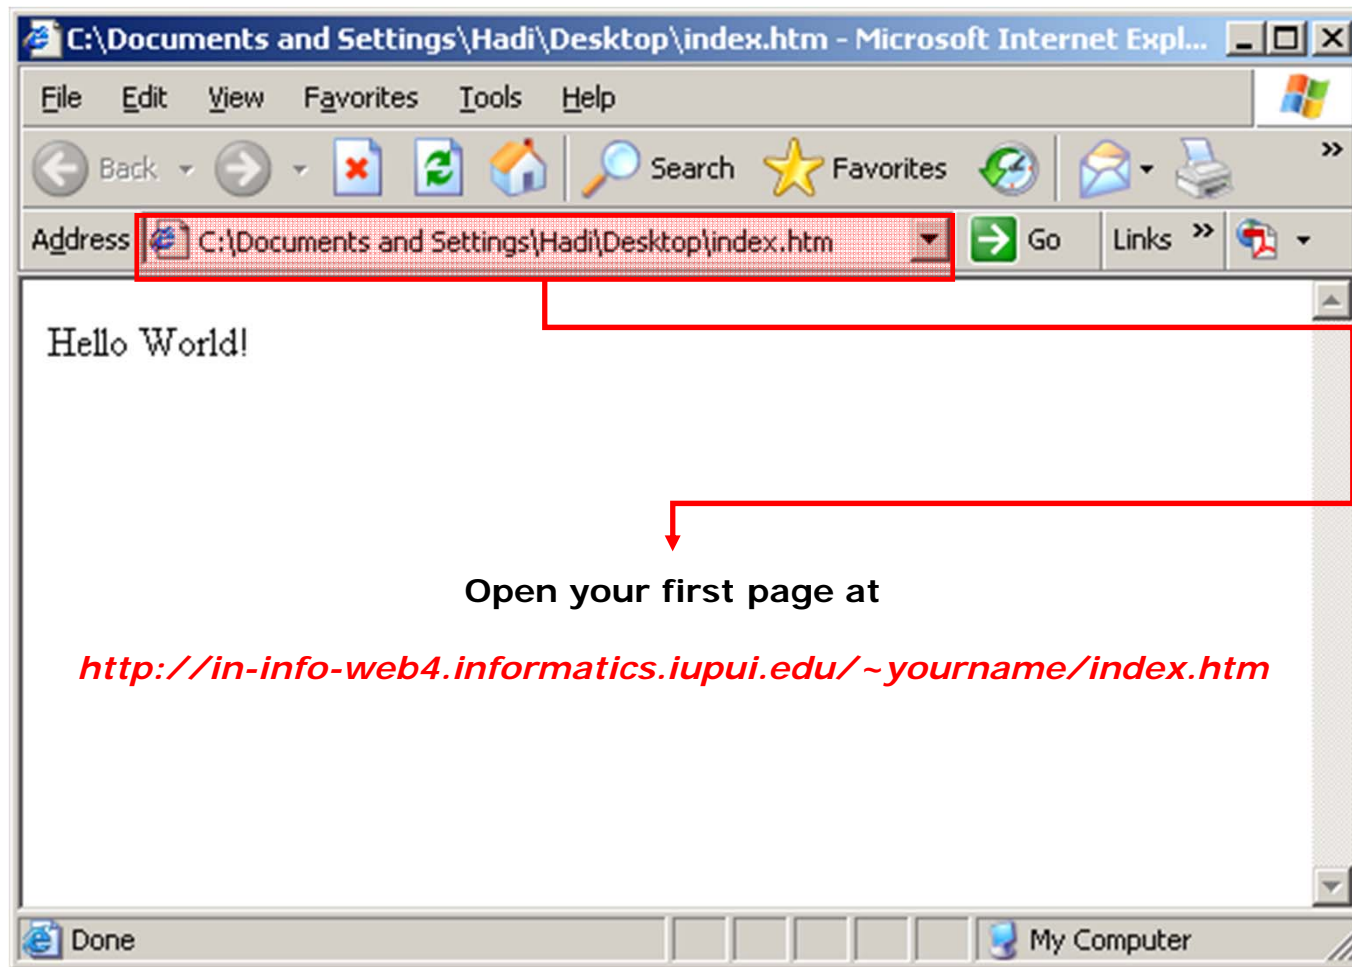 C:\Documents and Settings\Hadi\Desktop\index.htm - Microsoft Internet Expl...
File Edit View Favorites Tools Help
Back Search Favorites »
Address C:\Documents and Settings\Hadi\Desktop\index.htm Go Links »
Hello World!
Open your first page at
http://in-info-web4.informatics.iupui.edu/~yourname/index.htm
Done My Computer